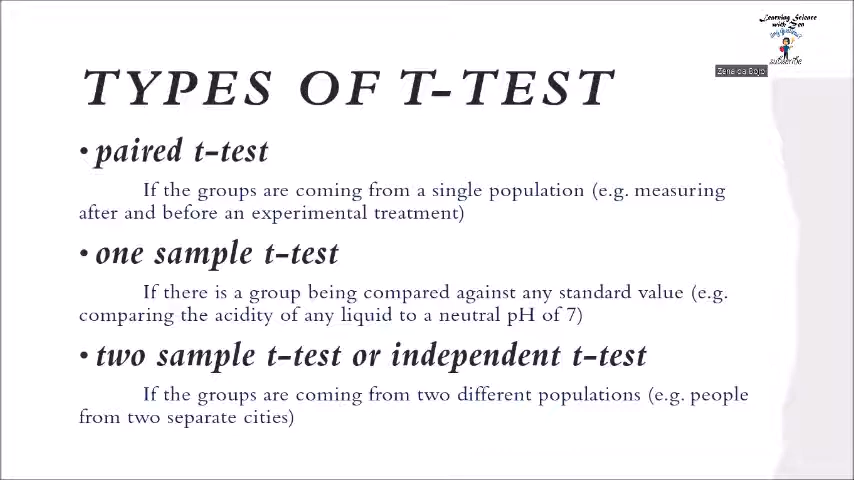 Learning Science
with Zen
any Questions?
subscribe
Zena da Bojo
TYPES OF T-TEST
• paired t-test
If the groups are coming from a single population (e.g. measuring
after and before an experimental treatment)
• one sample t-test
If there is a group being compared against any standard value (e.g.
comparing the acidity of any liquid to a neutral pH of 7)
• two sample t-test or independent t-test
If the groups are coming from two different populations (e.g. people
from two separate cities)